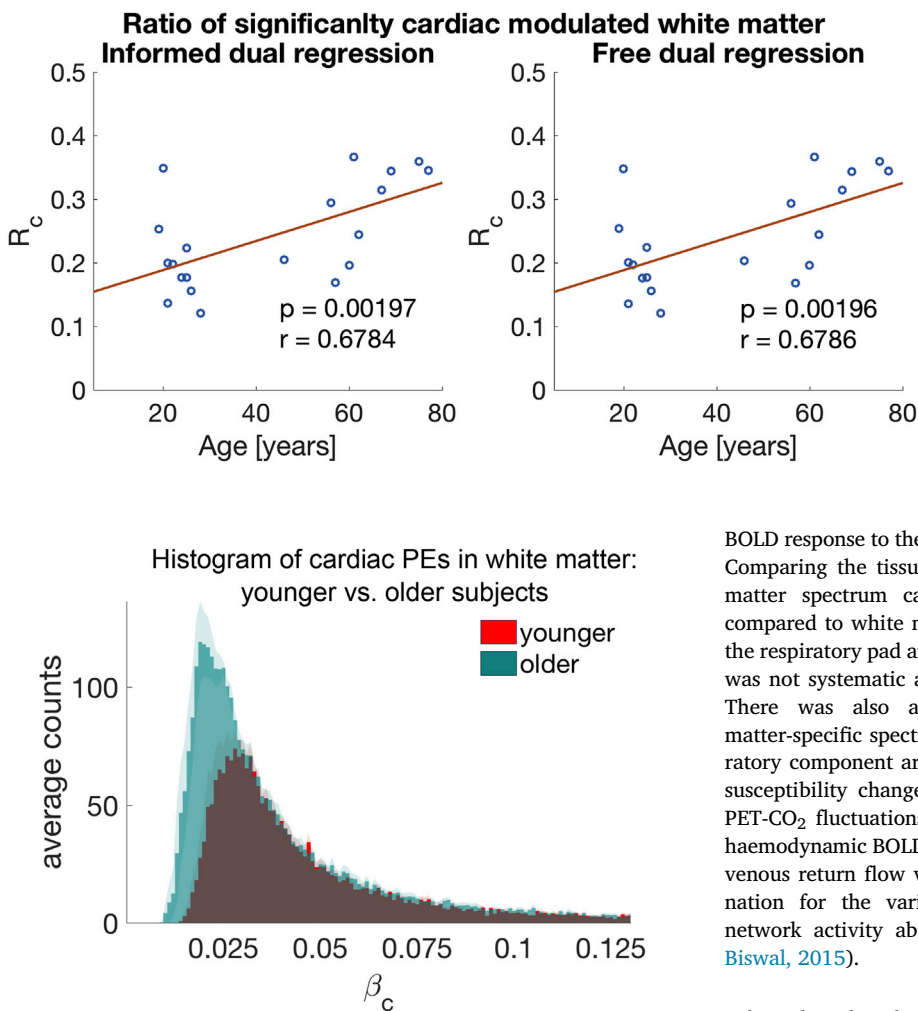 Ratio of significanlty cardiac modulated white matter
Informed dual regression
0.5
0.4
0.3
0.2
0.1
0
R_c
p = 0.00197
r = 0.6784
20 40 60 80
Age [years]
Free dual regression
0.5
0.4
0.3
0.2
0.1
0
R_c
p = 0.00196
r = 0.6786
20 40 60 80
Age [years]
Histogram of cardiac PEs in white matter:
younger vs. older subjects
younger
older
100
50
0
average counts
0.025 0.05 0.075 0.1 0.125
β_c
BOLD response to the
Comparing the tissu
matter spectrum ca
compared to white m
the respiratory pad a
was not systematic a
There was also a
matter-specific spectr
ratory component ar
susceptibility change
PET-CO₂ fluctuations
haemodynamic BOLD
venous return flow v
nation for the vari
network activity ab
Biswal, 2015).